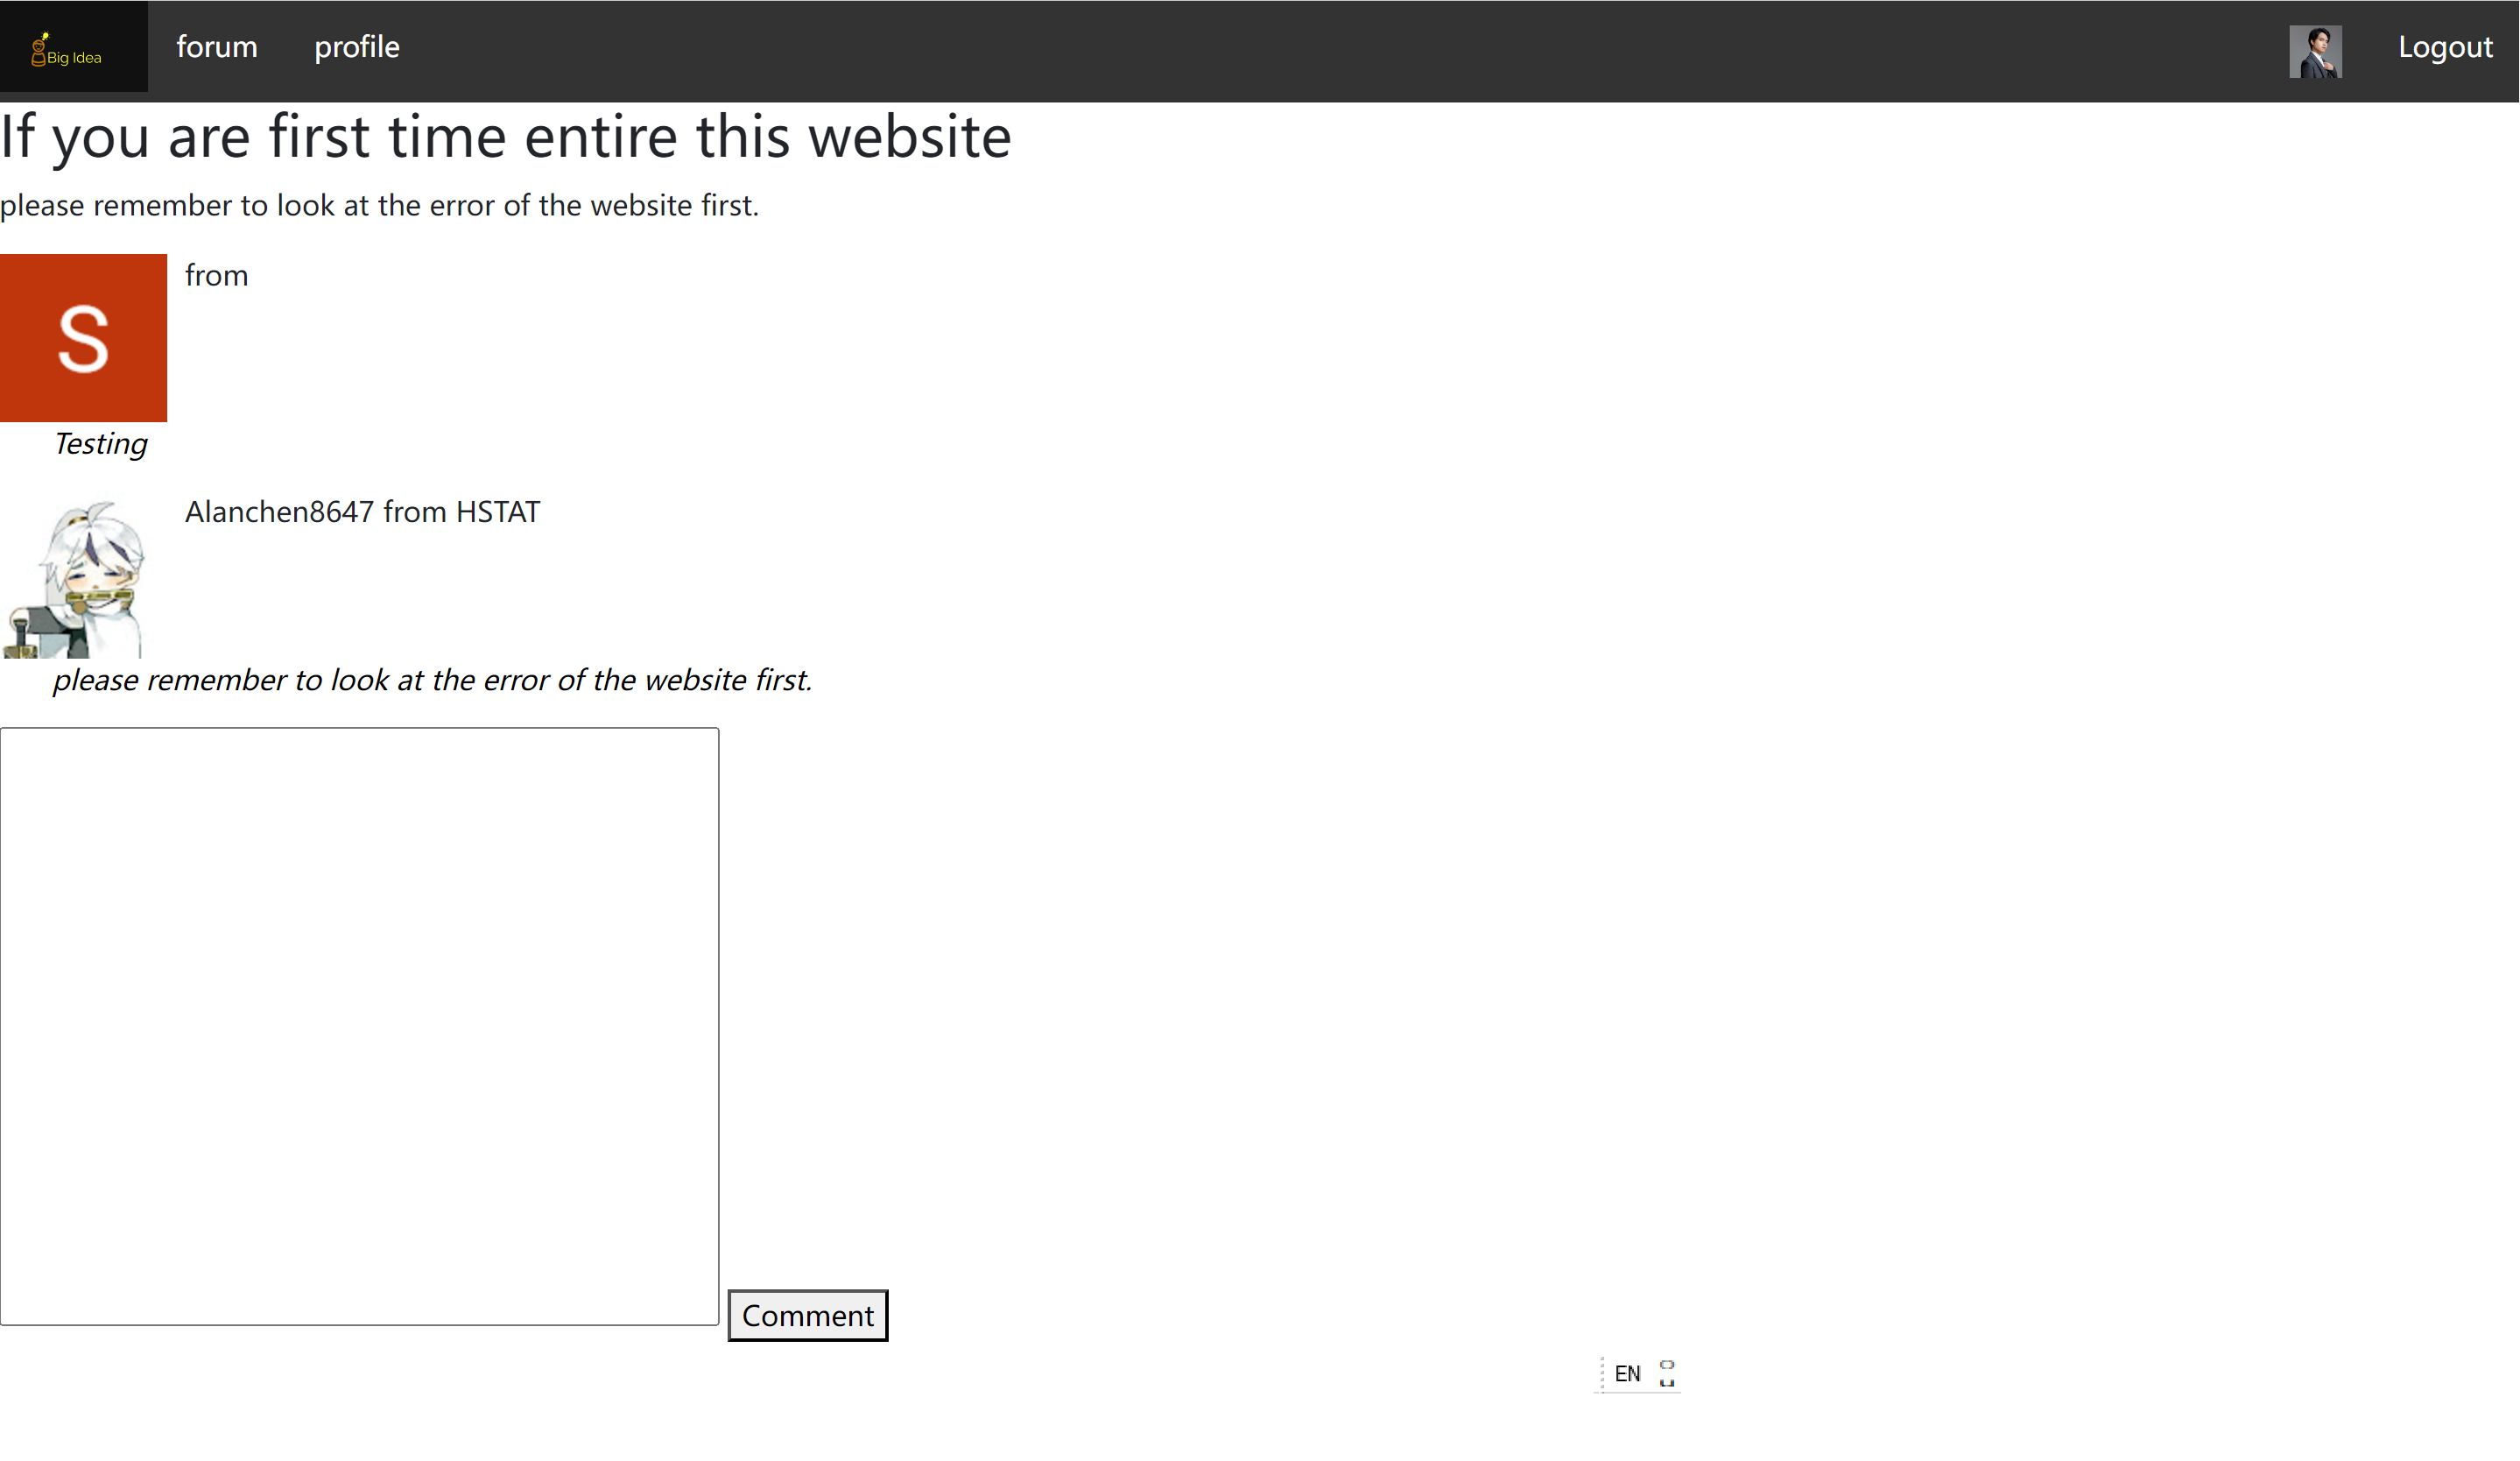 Big Idea
forum
profile
Logout
If you are first time entire this website
please remember to look at the error of the website first.
S
from
Testing
Alanchen8647 from HSTAT
please remember to look at the error of the website first.
Comment
EN